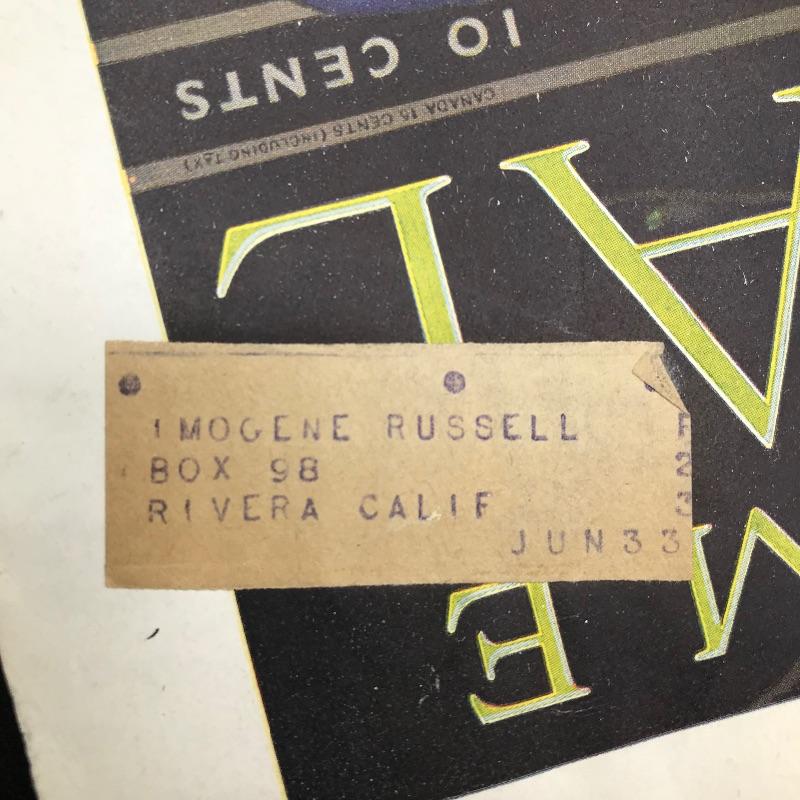 IMOGENE RUSSELL
BOX 98
RIVERA CALIF
JUN33
10 CENTS
CANADA 15 CENTS (INCLUDING TAX)